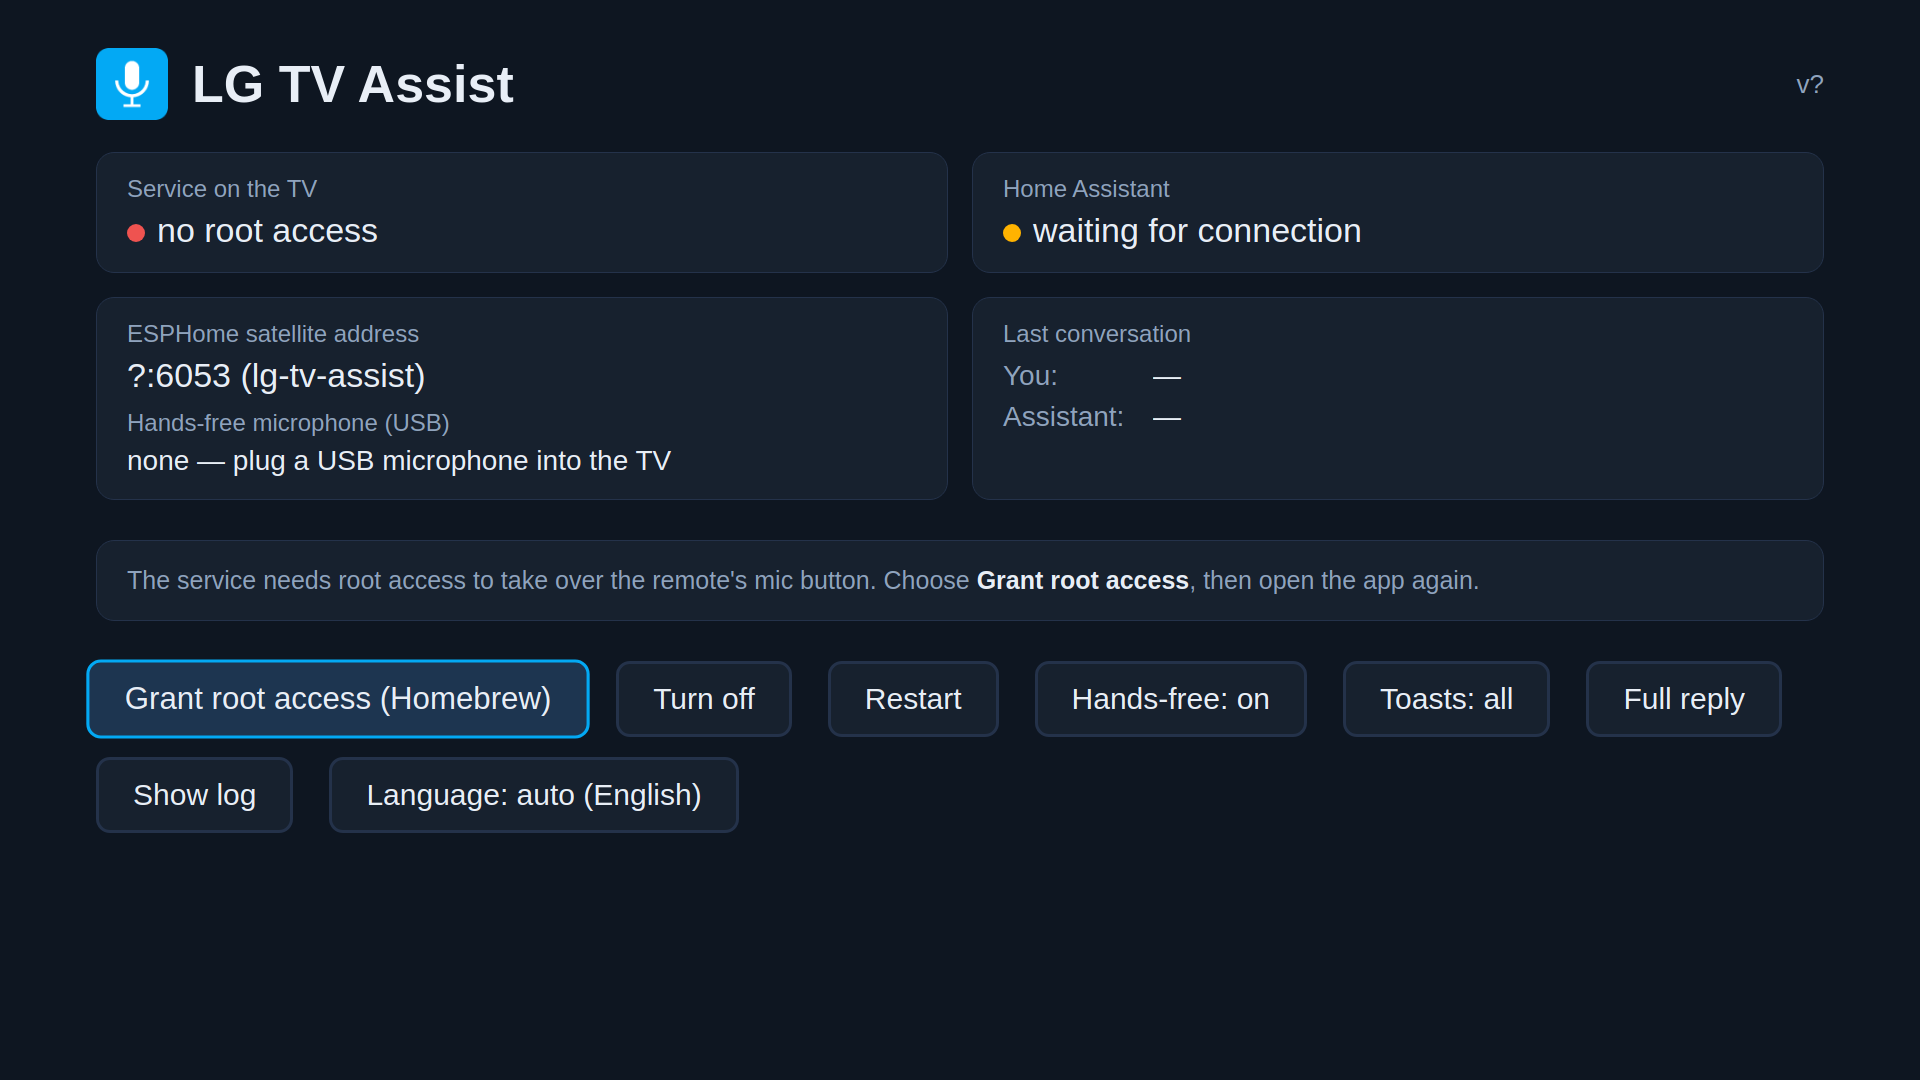 LG TV Assist
v?
Service on the TV
no root access
Home Assistant
waiting for connection
ESPHome satellite address
?:6053 (lg-tv-assist)
Hands-free microphone (USB)
none — plug a USB microphone into the TV
Last conversation
You: —
Assistant: —
The service needs root access to take over the remote's mic button. Choose Grant root access, then open the app again.
Grant root access (Homebrew)
Turn off
Restart
Hands-free: on
Toasts: all
Full reply
Show log
Language: auto (English)